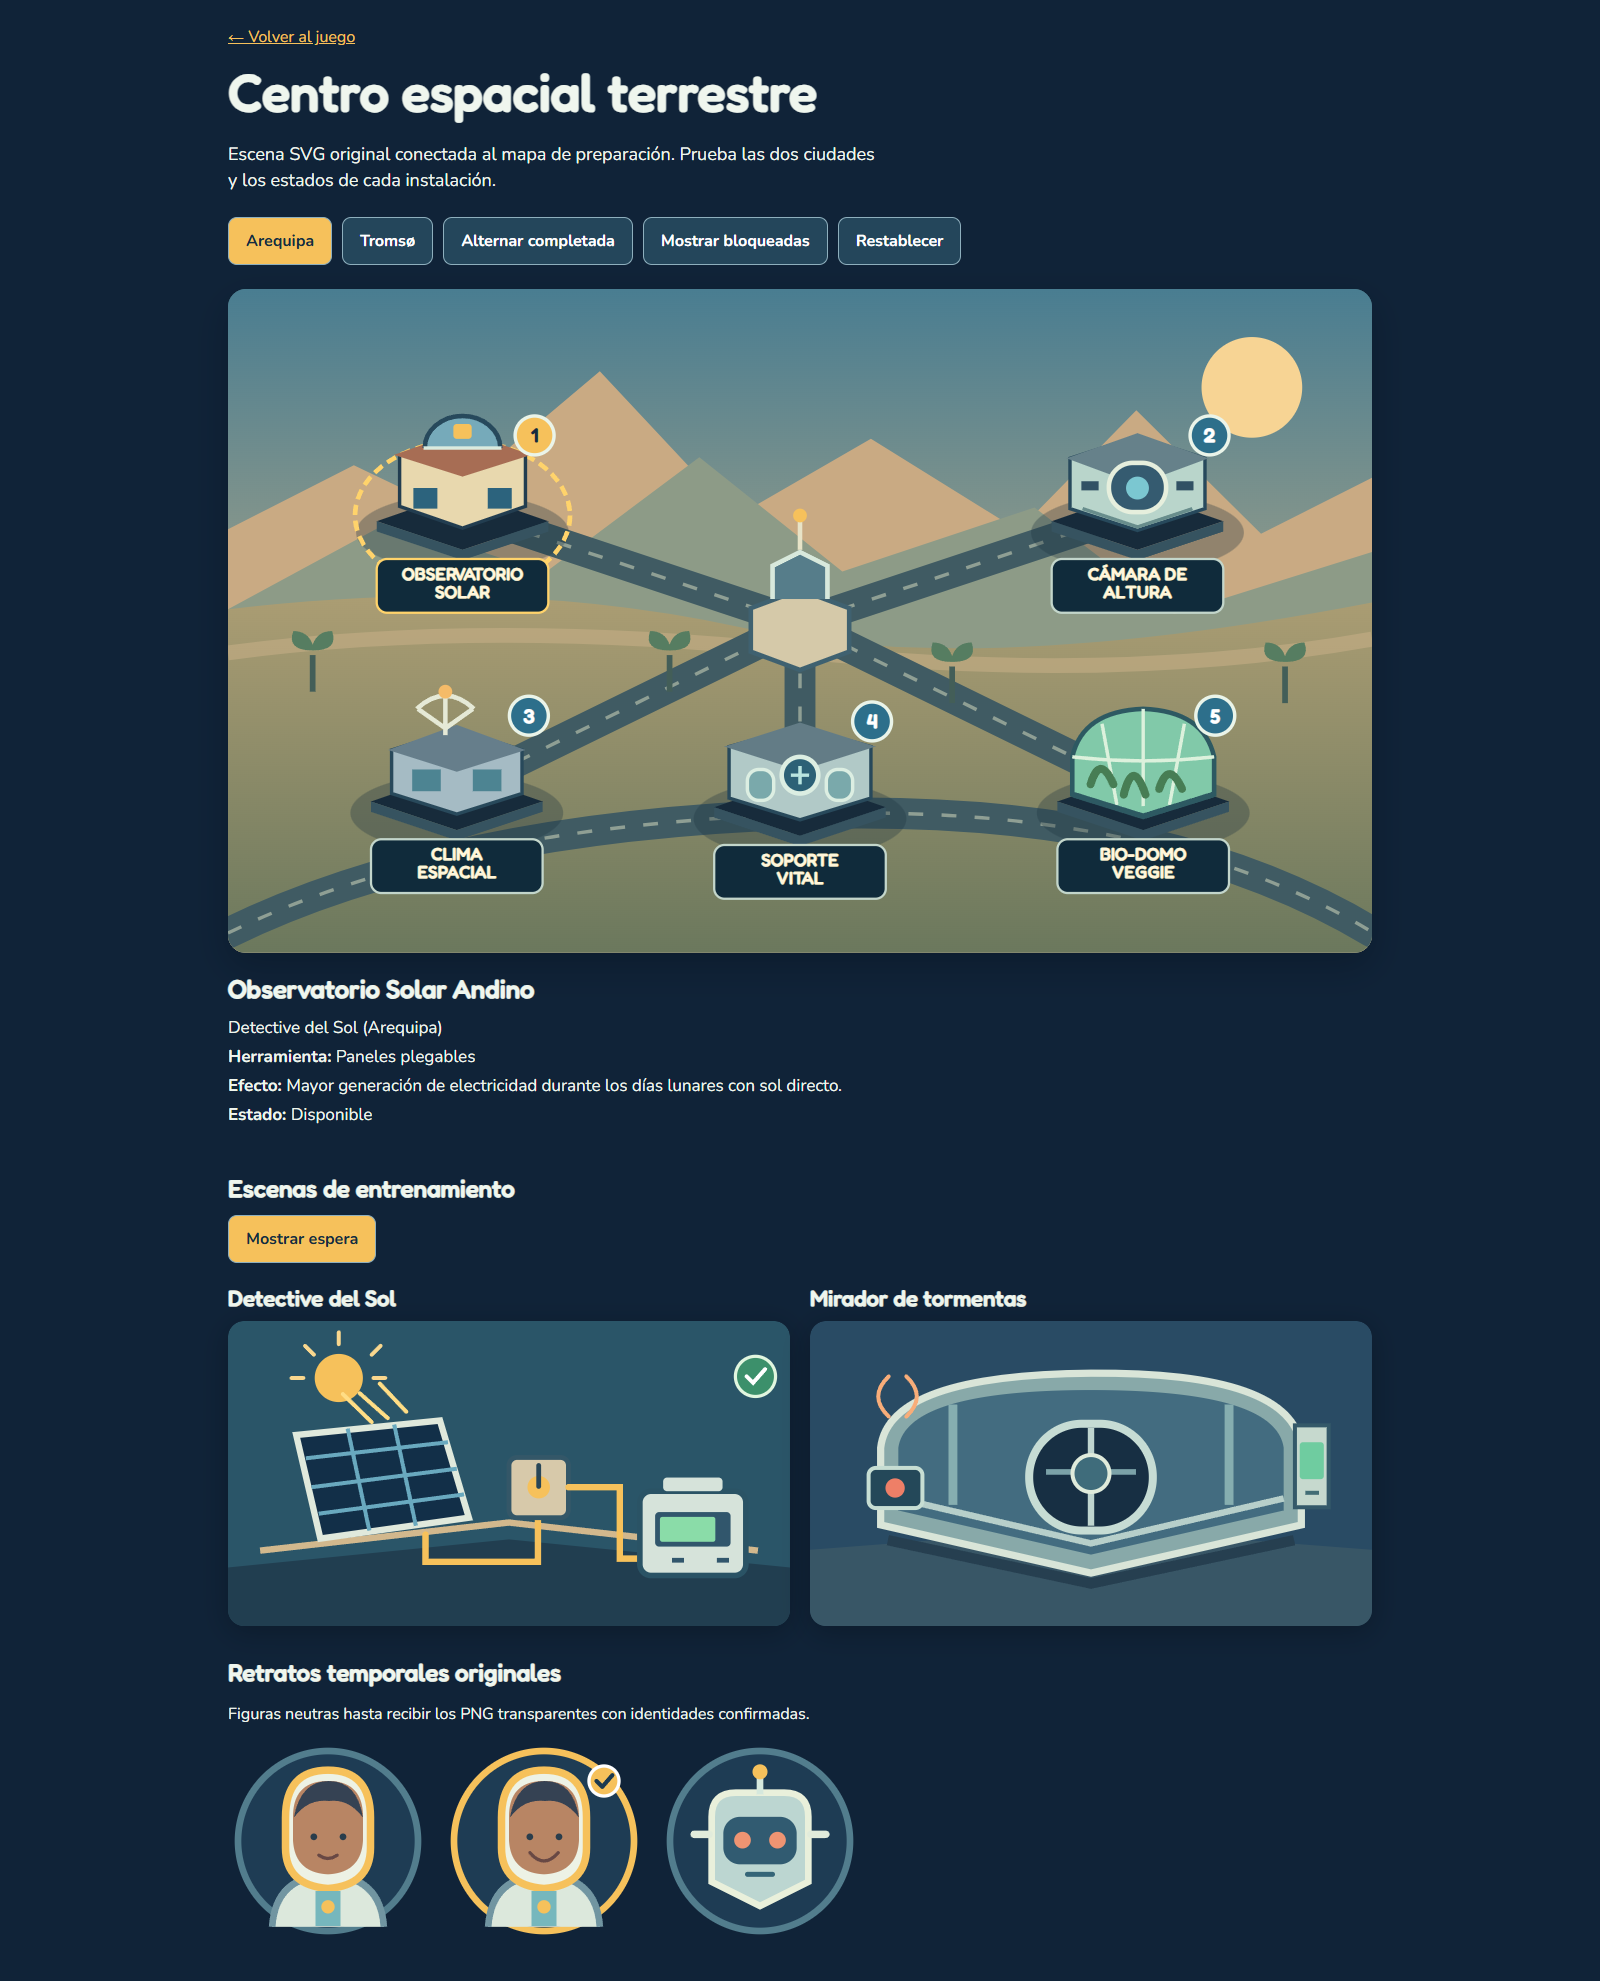 ← Volver al juego
Centro espacial terrestre
Escena SVG original conectada al mapa de preparación. Prueba las dos ciudades
y los estados de cada instalación.
Arequipa
Tromsø
Alternar completada
Mostrar bloqueadas
Restablecer
1
OBSERVATORIO
SOLAR
2
CÁMARA DE
ALTURA
3
CLIMA
ESPACIAL
4
SOPORTE
VITAL
5
BIO-DOMO
VEGGIE
Observatorio Solar Andino
Detective del Sol (Arequipa)
Herramienta: Paneles plegables
Efecto: Mayor generación de electricidad durante los días lunares con sol directo.
Estado: Disponible
Escenas de entrenamiento
Mostrar espera
Detective del Sol
Mirador de tormentas
Retratos temporales originales
Figuras neutras hasta recibir los PNG transparentes con identidades confirmadas.